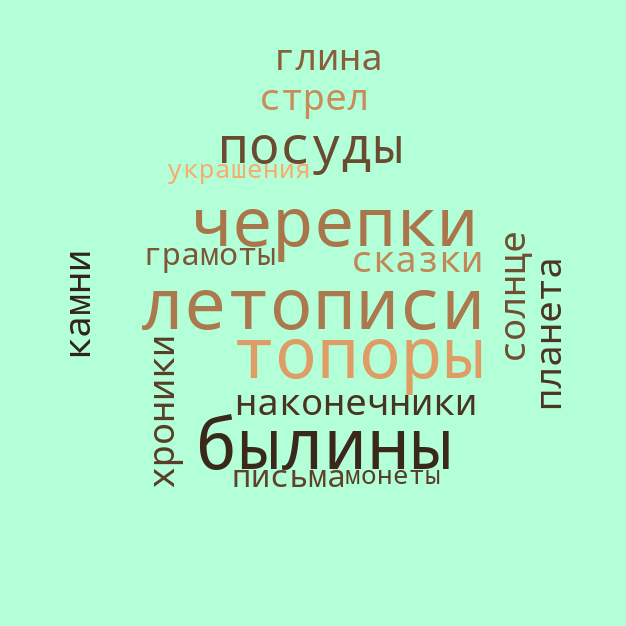 глина
стрел
посуды
украшения
черепки
грамоты
сказки
летописи
топоры
наконечники
былины
письма
монеты
камни
хроники
солнце
планета